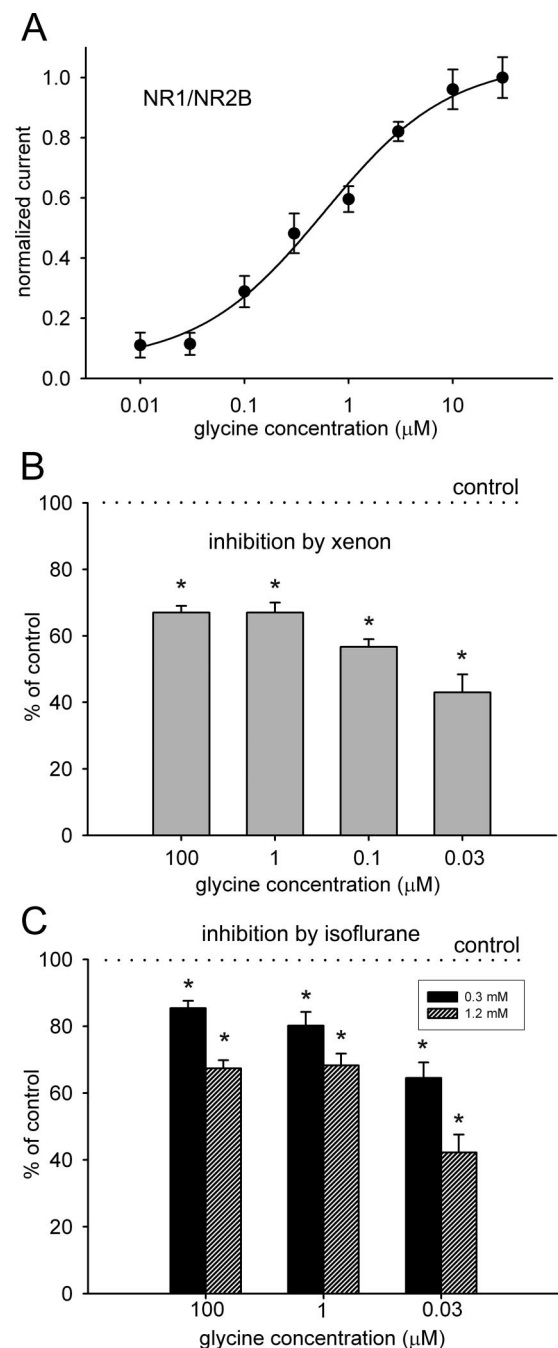 A
NR1/NR2B
normalized current
1.0
0.8
0.6
0.4
0.2
0.0
0.01 0.1 1 10
glycine concentration (μM)
B
control
inhibition by xenon
% of control
100
80
60
40
20
0
* * * *
100 1 0.1 0.03
glycine concentration (μM)
C
inhibition by isoflurane
control
0.3 mM
1.2 mM
% of control
100
80
60
40
20
0
* * * * * *
100 1 0.03
glycine concentration (μM)